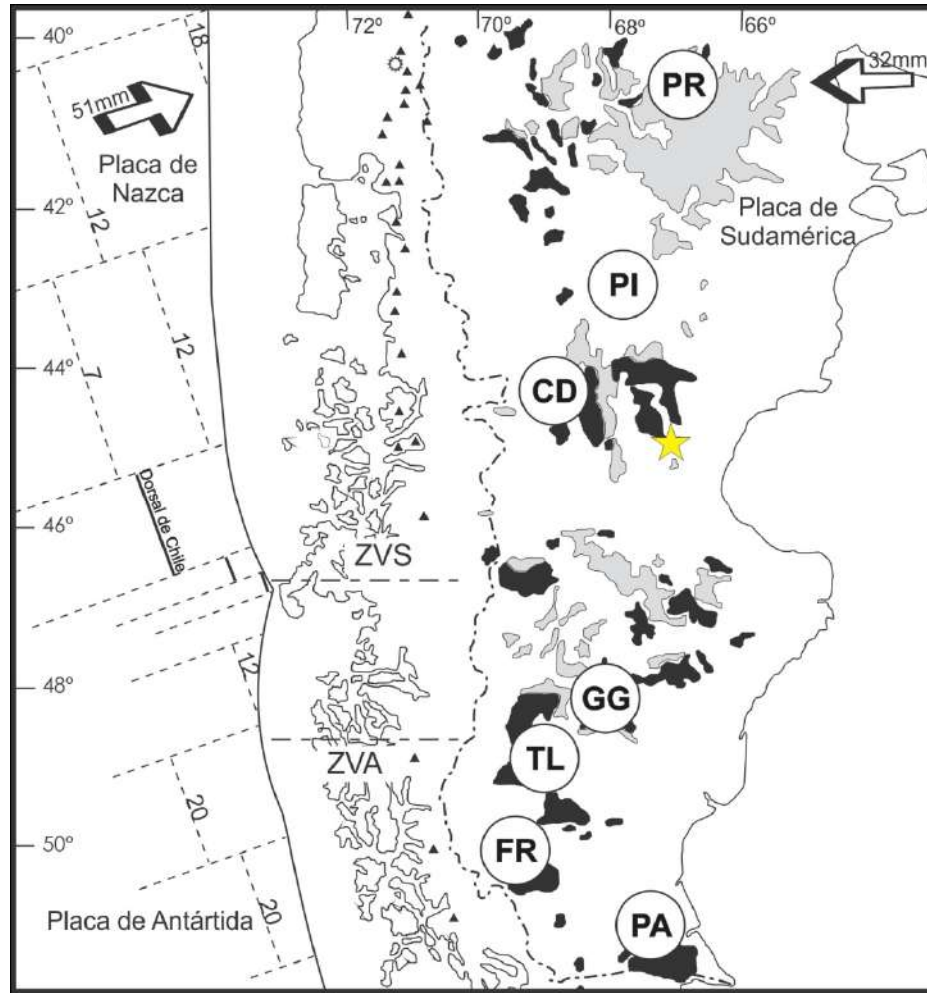 72° 70° 68° 66°
40°
18
51mm
PR
32mm
Placa de
Nazca
42°
12
Placa de
Sudamérica
PI
12
7
44°
CD
Dorsal de Chile
46°
ZVS
12
48°
GG
ZVA
TL
20
50°
FR
20
Placa de Antártida
PA